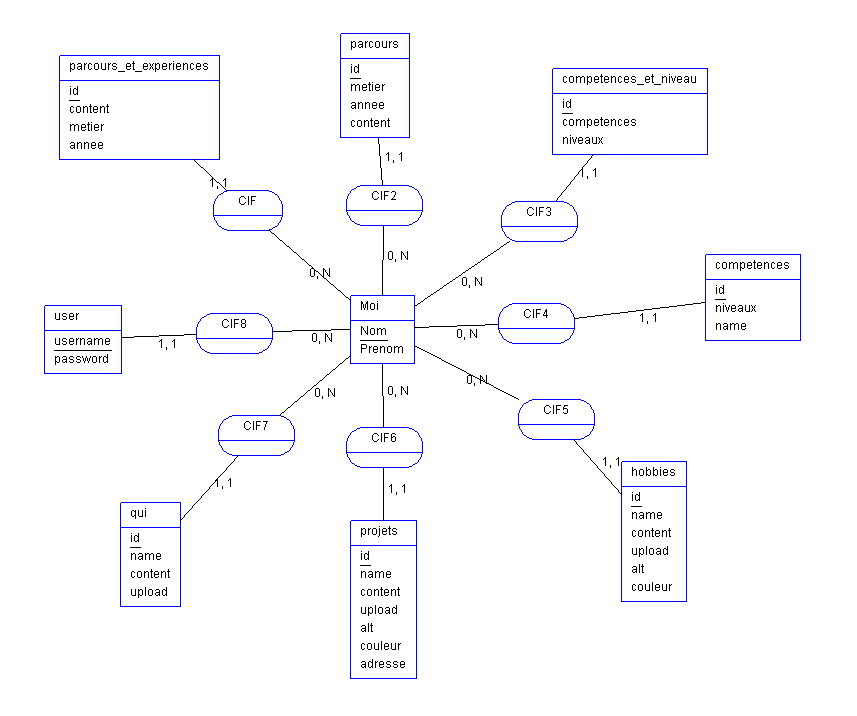 parcours
id
metier
annee
content
parcours_et_experiences
id
content
metier
annee
competences_et_niveau
id
competences
niveaux
1, 1
1, 1
1, 1
CIF
CIF2
CIF3
0, N
0, N
0, N
competences
id
niveaux
name
user
username
password
1, 1
CIF8
0, N
Moi
Nom
Prenom
0, N
CIF4
1, 1
0, N
0, N
0, N
CIF7
CIF6
CIF5
1, 1
1, 1
1, 1
hobbies
id
name
content
upload
alt
couleur
qui
id
name
content
upload
projets
id
name
content
upload
alt
couleur
adresse